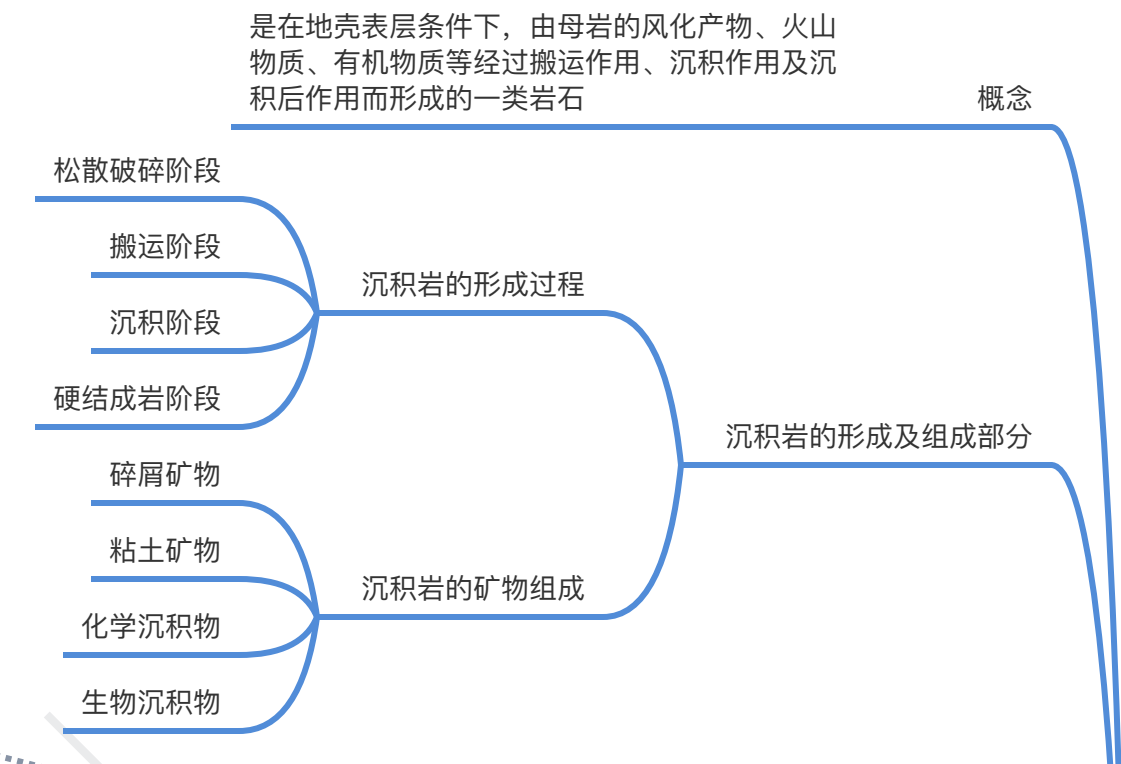 是在地壳表层条件下，由母岩的风化产物、火山
物质、有机物质等经过搬运作用、沉积作用及沉
积后作用而形成的一类岩石
概念
松散破碎阶段
搬运阶段
沉积岩的形成过程
沉积阶段
硬结成岩阶段
沉积岩的形成及组成部分
碎屑矿物
粘土矿物
沉积岩的矿物组成
化学沉积物
生物沉积物